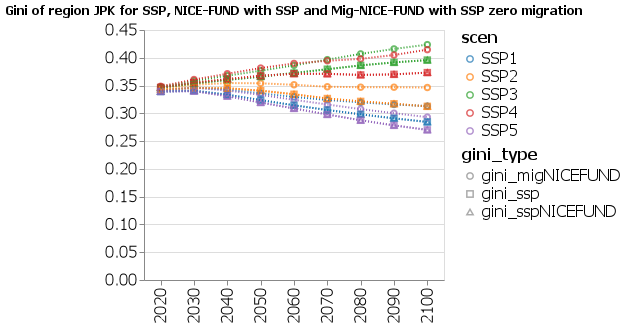 Gini of region JPK for SSP, NICE-FUND with SSP and Mig-NICE-FUND with SSP zero migration
0.45
0.40
0.35
0.30
0.25
0.20
0.15
0.10
0.05
0.00
2020
2030
2040
2050
2060
2070
2080
2090
2100
scen
SSP1
SSP2
SSP3
SSP4
SSP5
gini_type
gini_migNICEFUND
gini_ssp
gini_sspNICEFUND